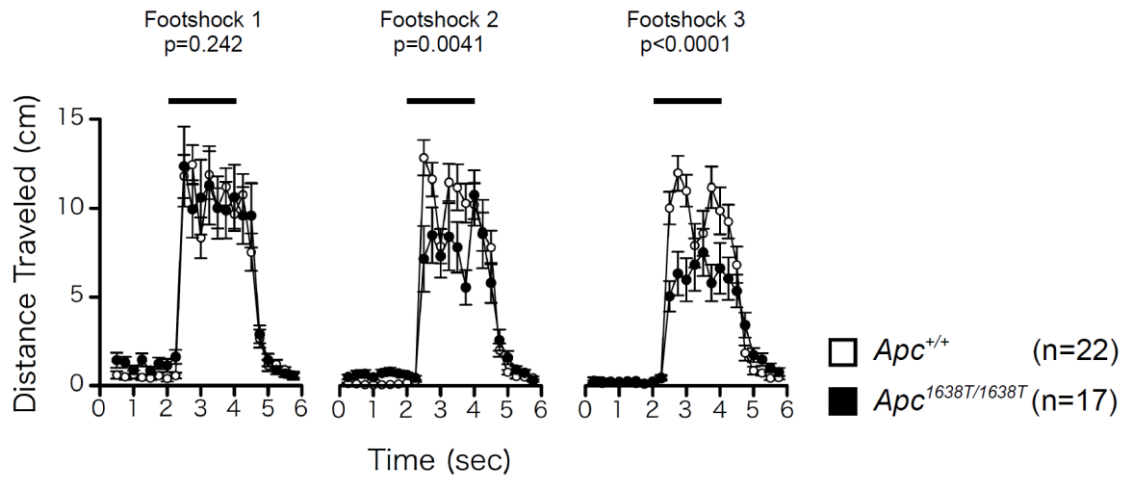 Footshock 1
p=0.242
Footshock 2
p=0.0041
Footshock 3
p<0.0001
Distance Traveled (cm)
15
10
5
0
0 1 2 3 4 5 6
0 1 2 3 4 5 6
0 1 2 3 4 5 6
Time (sec)
Apc+/+ (n=22)
Apc1638T/1638T (n=17)